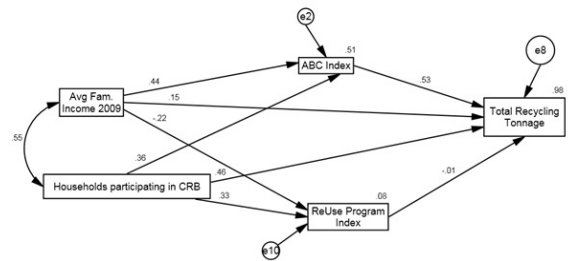 e2
e8
.51
ABC Index
.44
.53
.98
Avg Fam.
Income 2009
.15
Total Recycling
Tonnage
-.22
.55
.36
.46
-.01
Households participating in CRB
.33
.08
ReUse Program
Index
e10